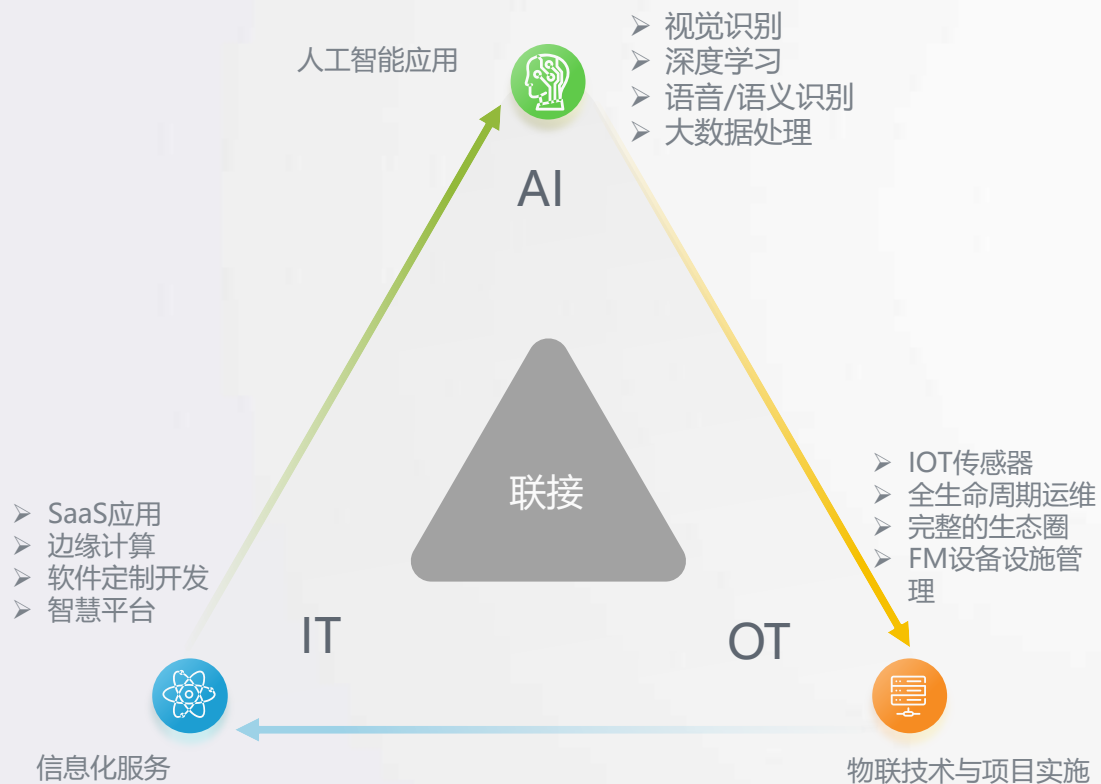 人工智能应用
➢ 视觉识别
➢ 深度学习
➢ 语音/语义识别
➢ 大数据处理
AI
联接
➢ IOT传感器
➢ 全生命周期运维
➢ 完整的生态圈
➢ FM设备设施管
理
➢ SaaS应用
➢ 边缘计算
➢ 软件定制开发
➢ 智慧平台
IT
OT
信息化服务
物联技术与项目实施